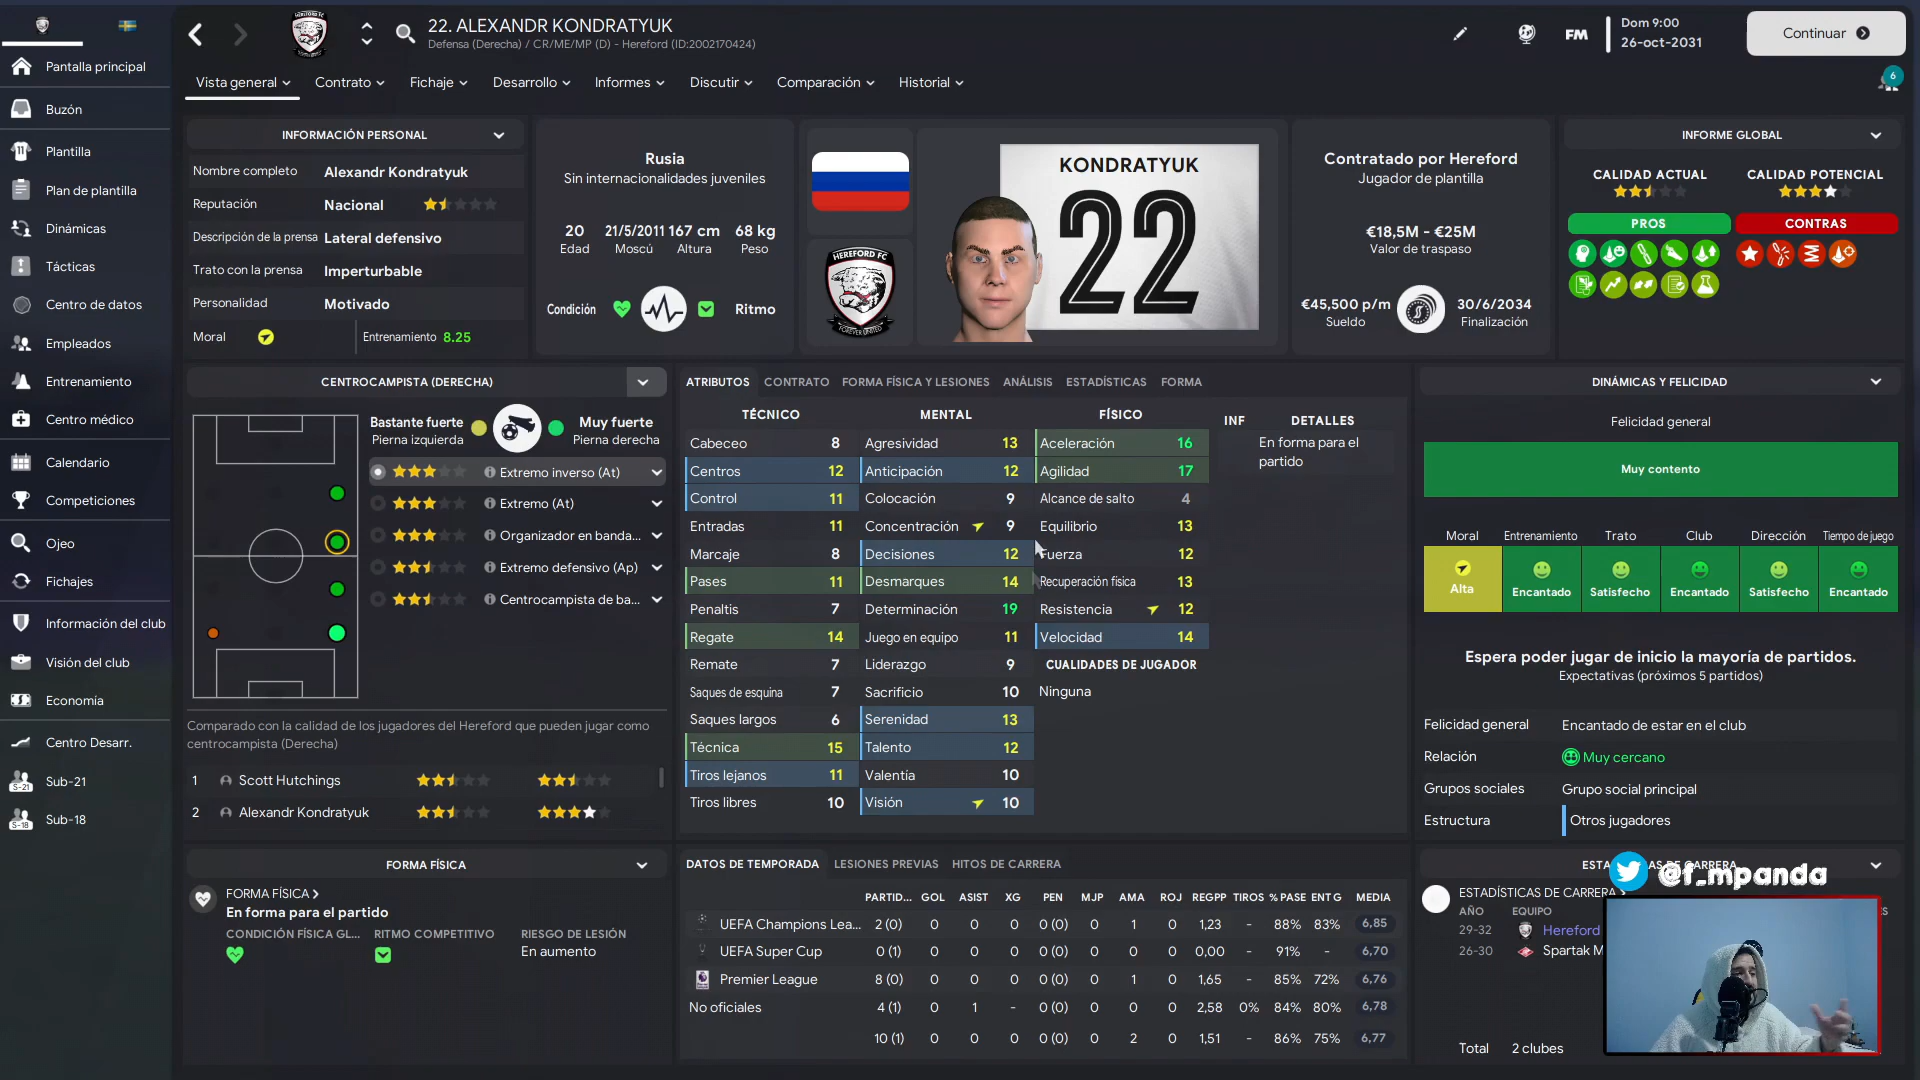 22. ALEXANDR KONDRATYUK
Defensa (Derecha) / CR/ME/MP (D) - Hereford (ID:2002170424)
FM
Dom 9:00
26-oct-2031
Continuar
6
Vista general
Contrato
Fichaje
Desarrollo
Informes
Discutir
Comparación
Historial
Pantalla principal
Buzón
Plantilla
Plan de plantilla
Dinámicas
Tácticas
Centro de datos
Empleados
Entrenamiento
Centro médico
Calendario
Competiciones
Ojeo
Fichajes
Información del club
Visión del club
Economía
Centro Desarr.
S-21
Sub-21
S-18
Sub-18
INFORMACIÓN PERSONAL
Nombre completo Alexandr Kondratyuk
Reputación Nacional
Descripción de la prensa Lateral defensivo
Trato con la prensa Imperturbable
Personalidad Motivado
Moral
Entrenamiento 8.25
Rusia
Sin internacionalidades juveniles
20
Edad
21/5/2011
Moscú
167 cm
Altura
68 kg
Peso
Condición
Ritmo
HEREFORD FC
FOREVER UNITED
KONDRATYUK
22
Contratado por Hereford
Jugador de plantilla
€18,5M - €25M
Valor de traspaso
€45,500 p/m
Sueldo
30/6/2034
Finalización
INFORME GLOBAL
CALIDAD ACTUAL
CALIDAD POTENCIAL
PROS
CONTRAS
CENTROCAMPISTA (DERECHA)
Bastante fuerte
Pierna izquierda
Muy fuerte
Pierna derecha
Extremo inverso (At)
Extremo (At)
Organizador en banda...
Extremo defensivo (Ap)
Centrocampista de ba...
Comparado con la calidad de los jugadores del Hereford que pueden jugar como
centrocampista (Derecha)
1 Scott Hutchings
2 Alexandr Kondratyuk
ATRIBUTOS
CONTRATO
FORMA FÍSICA Y LESIONES
ANÁLISIS
ESTADÍSTICAS
FORMA
TÉCNICO
Cabeceo 8
Centros 12
Control 11
Entradas 11
Marcaje 8
Pases 11
Penaltis 7
Regate 14
Remate 7
Saques de esquina 7
Saques largos 6
Técnica 15
Tiros lejanos 11
Tiros libres 10
MENTAL
Agresividad 13
Anticipación 12
Colocación 9
Concentración 9
Decisiones 12
Desmarques 14
Determinación 19
Juego en equipo 11
Liderazgo 9
Sacrificio 10
Serenidad 13
Talento 12
Valentía 10
Visión 10
FÍSICO
Aceleración 16
Agilidad 17
Alcance de salto 4
Equilibrio 13
Fuerza 12
Recuperación física 13
Resistencia 12
Velocidad 14
CUALIDADES DE JUGADOR
Ninguna
INF
DETALLES
En forma para el
partido
DINÁMICAS Y FELICIDAD
Felicidad general
Muy contento
Moral
Alta
Entrenamiento
Encantado
Trato
Satisfecho
Club
Encantado
Dirección
Satisfecho
Tiempo de juego
Encantado
Espera poder jugar de inicio la mayoría de partidos.
Expectativas (próximos 5 partidos)
Felicidad general Encantado de estar en el club
Relación Muy cercano
Grupos sociales Grupo social principal
Estructura Otros jugadores
FORMA FÍSICA
FORMA FÍSICA
En forma para el partido
CONDICIÓN FÍSICA GL...
RITMO COMPETITIVO
RIESGO DE LESIÓN
En aumento
DATOS DE TEMPORADA
LESIONES PREVIAS
HITOS DE CARRERA
PARTID... GOL ASIST XG PEN MJP AMA ROJ REGPP TIROS % PASE ENT G MEDIA
UEFA Champions Lea... 2 (0) 0 0 0 0 (0) 0 1 0 1,23 - 88% 83% 6,85
UEFA Super Cup 0 (1) 0 0 0 0 (0) 0 0 0 0,00 - 91% - 6,70
Premier League 8 (0) 0 0 0 0 (0) 0 1 0 1,65 - 85% 72% 6,76
No oficiales 4 (1) 0 1 - 0 (0) 0 0 0 2,58 0% 84% 80% 6,78
10 (1) 0 0 0 0 (0) 0 2 0 1,51 - 86% 75% 6,77
@f_mpanda
ESTADÍSTICAS DE CARRERA
AÑO EQUIPO
29-32 Hereford
26-30 Spartak M
Total 2 clubes